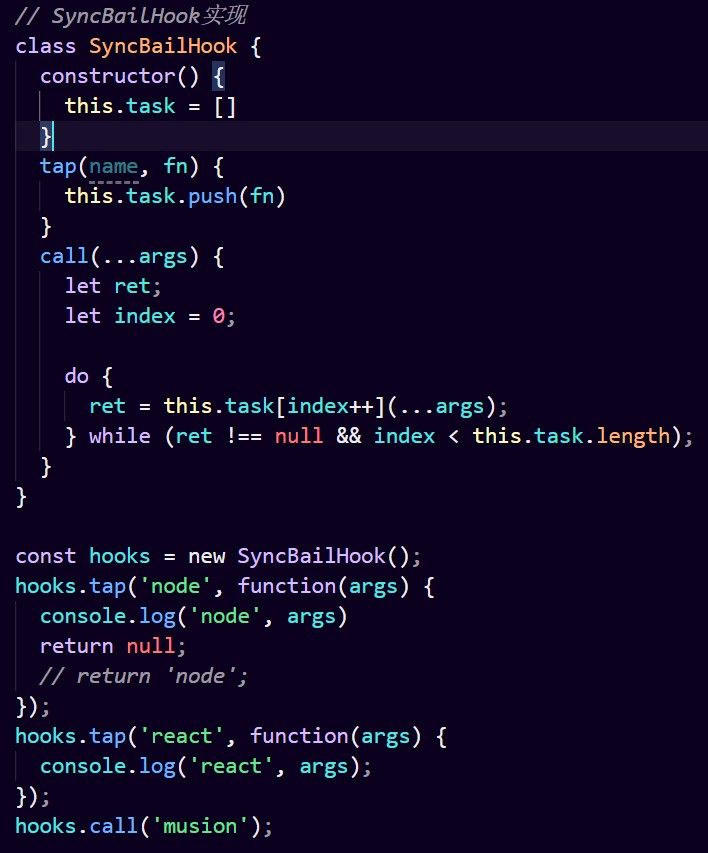 // SyncBailHook实现
class SyncBailHook {
  constructor() {
    this.task = []
  }
  tap(name, fn) {
    this.task.push(fn)
  }
  call(...args) {
    let ret;
    let index = 0;

    do {
      ret = this.task[index++](...args);
    } while (ret !== null && index < this.task.length);
  }
}

const hooks = new SyncBailHook();
hooks.tap('node', function(args) {
  console.log('node', args)
  return null;
  // return 'node';
});
hooks.tap('react', function(args) {
  console.log('react', args);
});
hooks.call('musion');